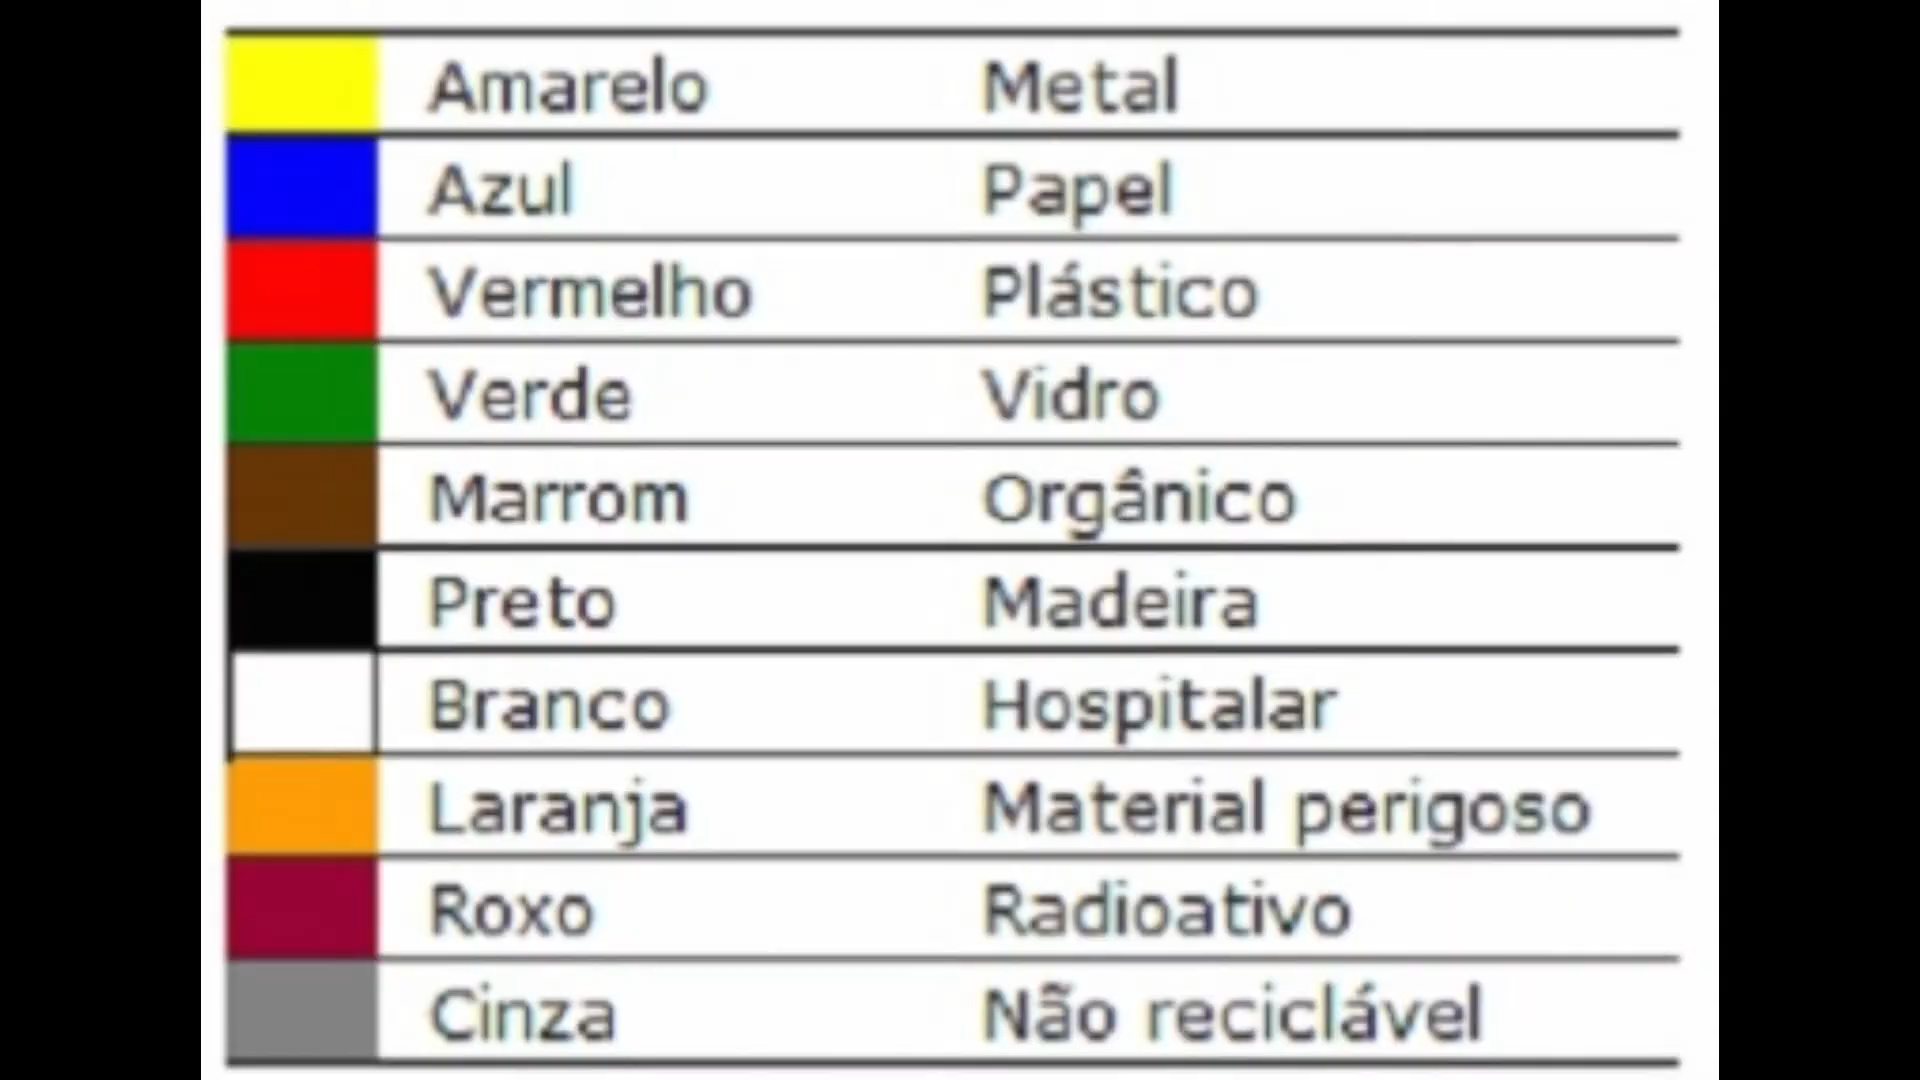 Amarelo Metal
Azul Papel
Vermelho Plástico
Verde Vidro
Marrom Orgânico
Preto Madeira
Branco Hospitalar
Laranja Material perigoso
Roxo Radioativo
Cinza Não reciclável